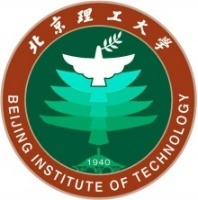 北京理工大学
1940
BEIJING INSTITUTE OF TECHNOLOGY